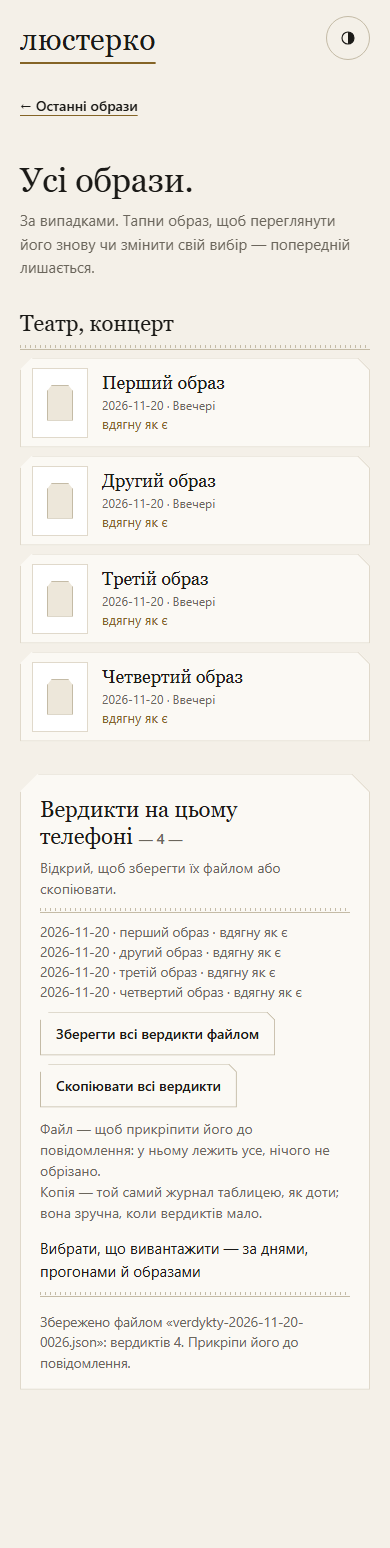 люстерко
← Останні образи
Усі образи.
За випадками. Тапни образ, щоб переглянути
його знову чи змінити свій вибір — попередній
лишається.
Театр, концерт
Перший образ
2026-11-20 · Ввечері
вдягну як є
Другий образ
2026-11-20 · Ввечері
вдягну як є
Третій образ
2026-11-20 · Ввечері
вдягну як є
Четвертий образ
2026-11-20 · Ввечері
вдягну як є
Вердикти на цьому
телефоні — 4 —
Відкрий, щоб зберегти їх файлом або
скопіювати.
2026-11-20 · перший образ · вдягну як є
2026-11-20 · другий образ · вдягну як є
2026-11-20 · третій образ · вдягну як є
2026-11-20 · четвертий образ · вдягну як є
Зберегти всі вердикти файлом
Скопіювати всі вердикти
Файл — щоб прикріпити його до
повідомлення: у ньому лежить усе, нічого не
обрізано.
Копія — той самий журнал таблицею, як доти;
вона зручна, коли вердиктів мало.
Вибрати, що вивантажити — за днями,
прогонами й образами
Збережено файлом «verdykty-2026-11-20-
0026.json»: вердиктів 4. Прикріпи його до
повідомлення.